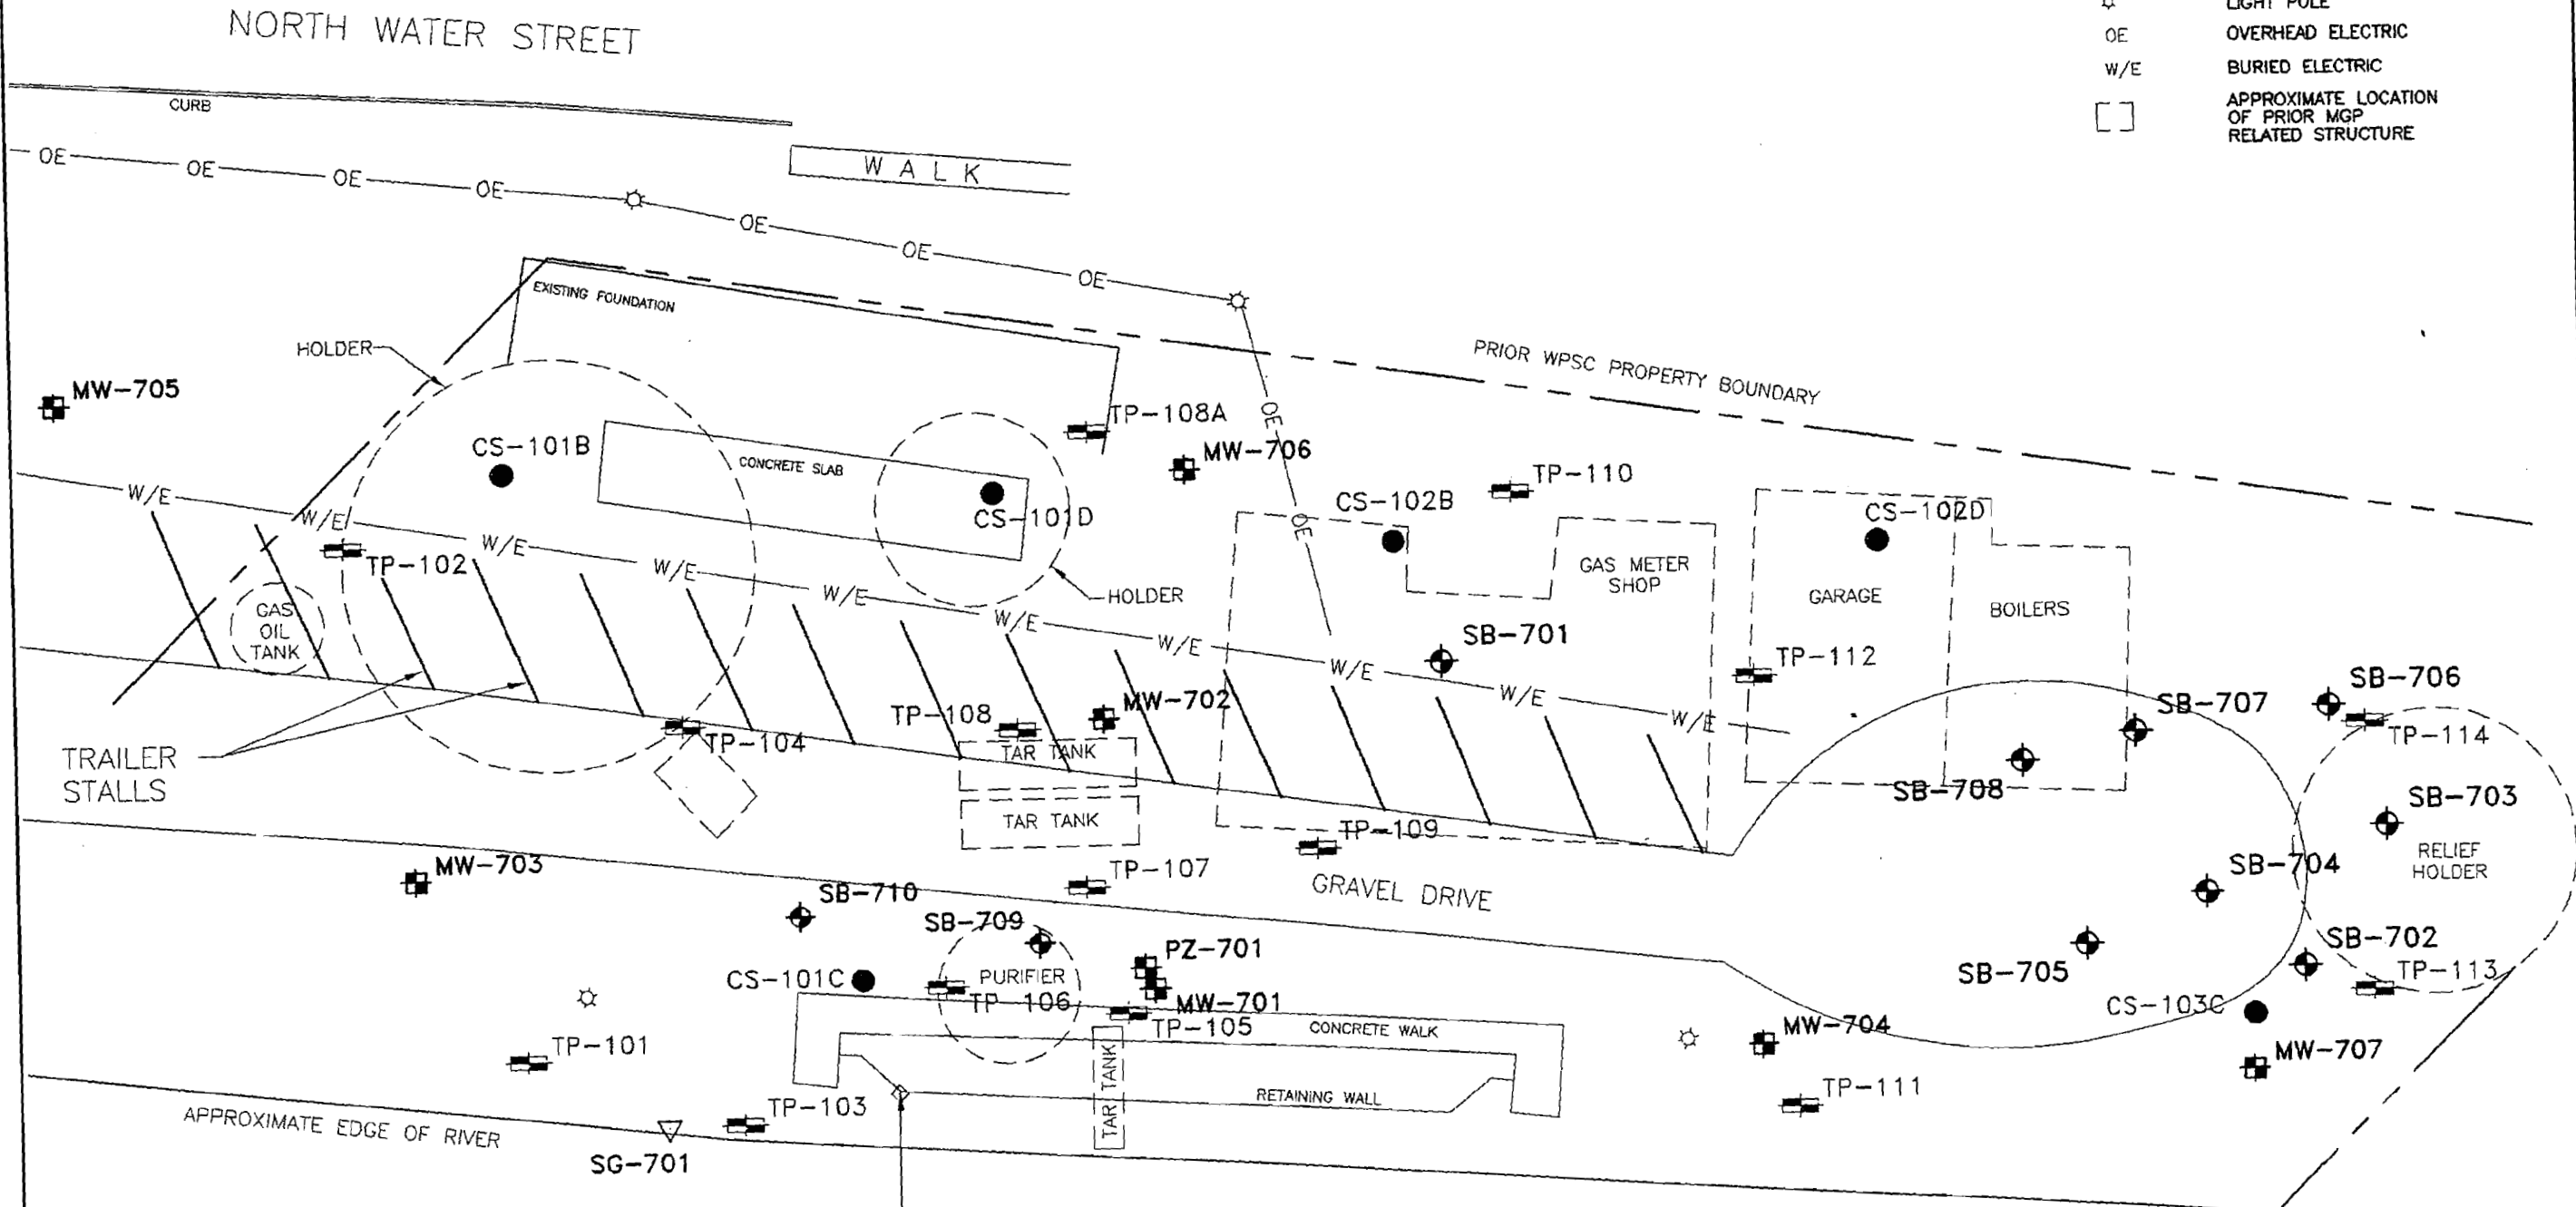 NORTH WATER STREET
LIGHT POLE
OE OVERHEAD ELECTRIC
W/E BURIED ELECTRIC
APPROXIMATE LOCATION
OF PRIOR MGP
RELATED STRUCTURE
CURB
WALK
OE
OE
OE
OE
OE
OE
OE
EXISTING FOUNDATION
HOLDER
PRIOR WPSC PROPERTY BOUNDARY
MW-705
TP-108A
OE
CS-101B
CONCRETE SLAB
MW-706
TP-110
CS-101D
CS-102B
CS-102D
W/E
W/E
OE
W/E
TP-102
W/E
GAS METER
SHOP
W/E
HOLDER
GARAGE
BOILERS
GAS
OIL
TANK
W/E
W/E
SB-701
W/E
TP-112
W/E
SB-706
MW-702
SB-707
TP-108
W/E
TP-114
TP-104
TAR TANK
TRAILER
STALLS
SB-708
SB-703
TAR TANK
TP-109
RELIEF
HOLDER
MW-703
TP-107
SB-704
SB-710
GRAVEL DRIVE
SB-709
PZ-701
SB-702
CS-101C
PURIFIER
SB-705
TP-113
TP-106
MW-701
CS-103C
TP-105
CONCRETE WALK
MW-704
TP-101
MW-707
TAR TANK
RETAINING WALL
TP-111
TP-103
APPROXIMATE EDGE OF RIVER
SG-701